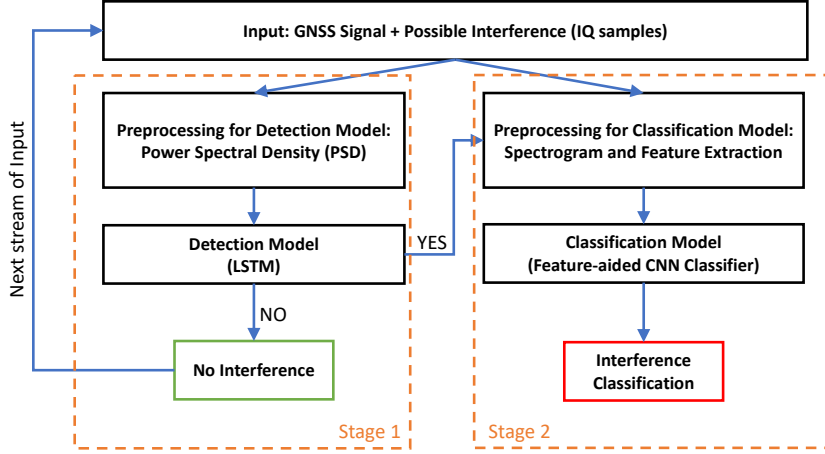 Input: GNSS Signal + Possible Interference (IQ samples)
Preprocessing for Detection Model:
Power Spectral Density (PSD)
Preprocessing for Classification Model:
Spectrogram and Feature Extraction
Next stream of Input
Detection Model
(LSTM)
YES
Classification Model
(Feature-aided CNN Classifier)
NO
No Interference
Interference
Classification
Stage 1
Stage 2